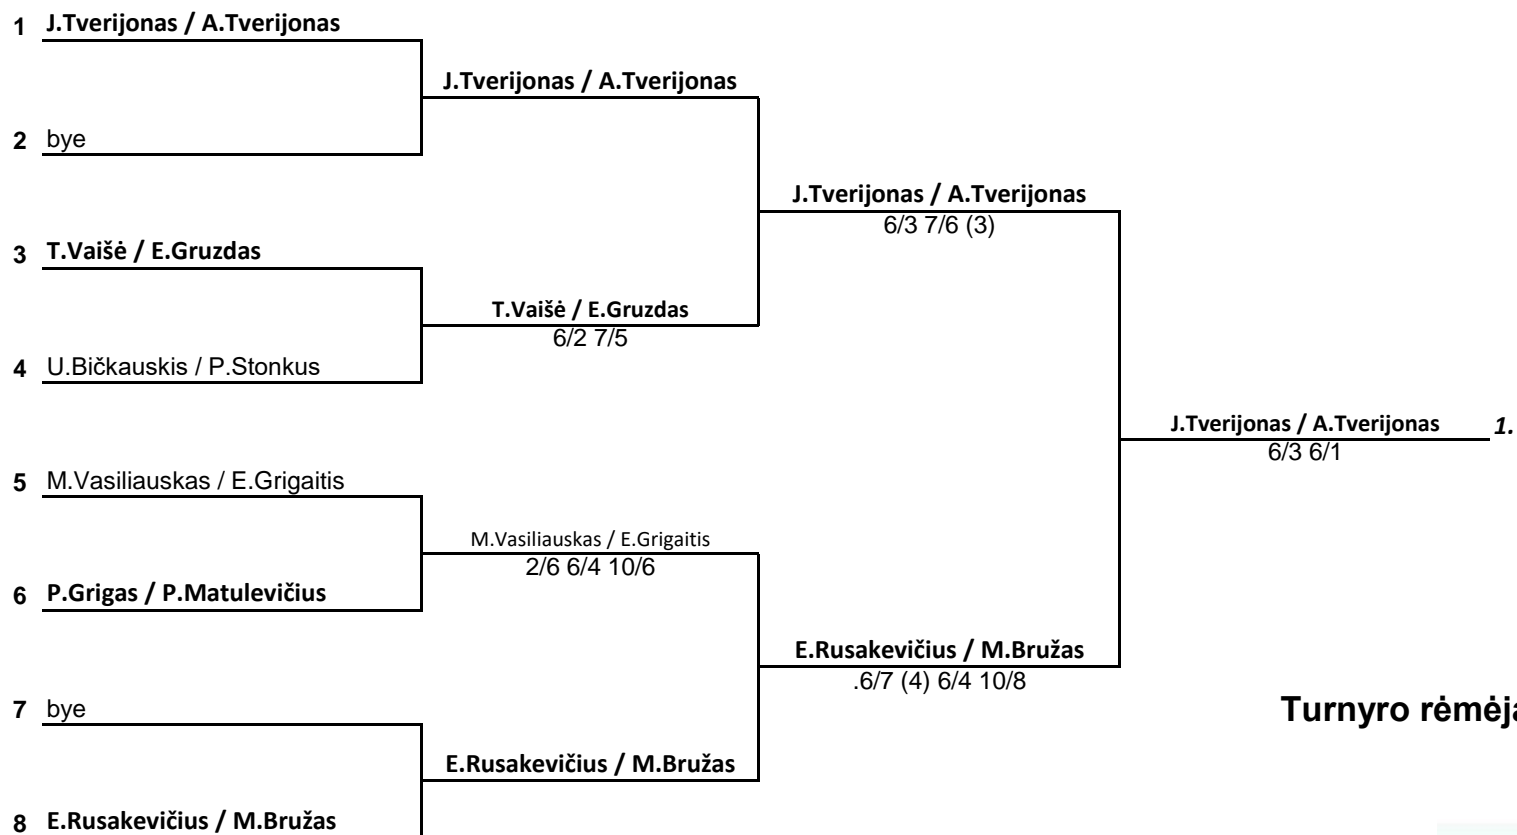 1 J.Tverijonas / A.Tverijonas
J.Tverijonas / A.Tverijonas
2 bye
J.Tverijonas / A.Tverijonas
6/3 7/6 (3)
3 T.Vaišė / E.Gruzdas
T.Vaišė / E.Gruzdas
6/2 7/5
4 U.Bičkauskis / P.Stonkus
J.Tverijonas / A.Tverijonas 1.
6/3 6/1
5 M.Vasiliauskas / E.Grigaitis
M.Vasiliauskas / E.Grigaitis
2/6 6/4 10/6
6 P.Grigas / P.Matulevičius
E.Rusakevičius / M.Bružas
.6/7 (4) 6/4 10/8
7 bye
Turnyro
E.Rusakevičius / M.Bružas
8 E.Rusakevičius / M.Bružas